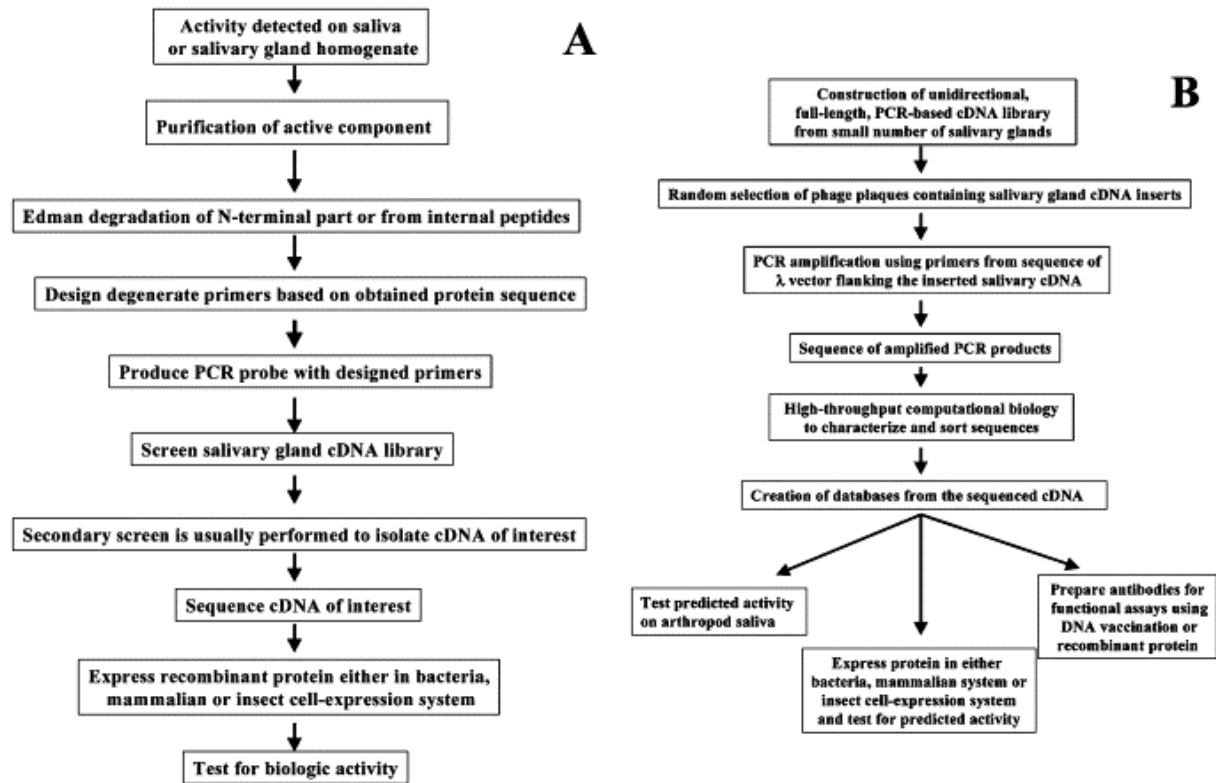 Activity detected on saliva
or salivary gland homogenate
A
Purification of active component
Edman degradation of N-terminal part or from internal peptides
Design degenerate primers based on obtained protein sequence
Produce PCR probe with designed primers
Screen salivary gland cDNA library
Secondary screen is usually performed to isolate cDNA of interest
Sequence cDNA of interest
Express recombinant protein either in bacteria,
mammalian or insect cell-expression system
Test for biologic activity
B
Construction of unidirectional,
full-length, PCR-based cDNA library
from small number of salivary glands
Random selection of phage plaques containing salivary gland cDNA inserts
PCR amplification using primers from sequence of
λ vector flanking the inserted salivary cDNA
Sequence of amplified PCR products
High-throughput computational biology
to characterize and sort sequences
Creation of databases from the sequenced cDNA
Test predicted activity
on arthropod saliva
Express protein in either
bacteria, mammalian system or
insect cell-expression system
and test for predicted activity
Prepare antibodies for
functional assays using
DNA vaccination or
recombinant protein